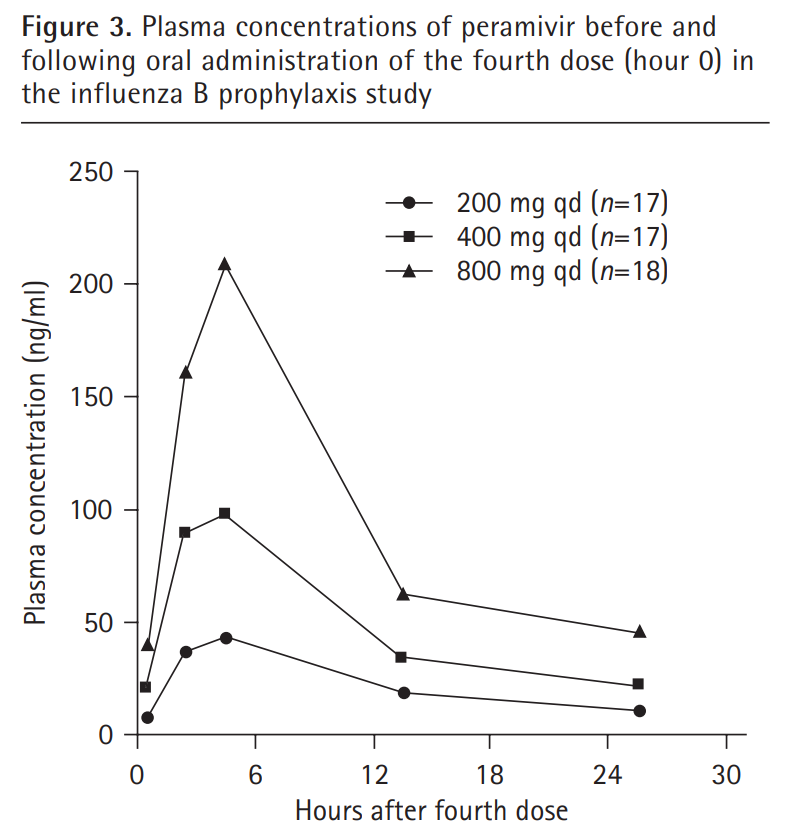 Figure 3. Plasma concentrations of peramivir before and
following oral administration of the fourth dose (hour 0) in
the influenza B prophylaxis study
250
200 mg qd (n=17)
400 mg qd (n=17)
800 mg qd (n=18)
200
150
100
50
0
Plasma concentration (ng/ml)
0 6 12 18 24 30
Hours after fourth dose